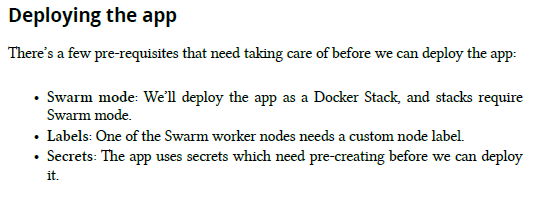 Deploying the app
There's a few pre-requisites that need taking care of before we can deploy the app:
• Swarm mode: We'll deploy the app as a Docker Stack, and stacks require
Swarm mode.
• Labels: One of the Swarm worker nodes needs a custom node label.
• Secrets: The app uses secrets which need pre-creating before we can deploy
it.